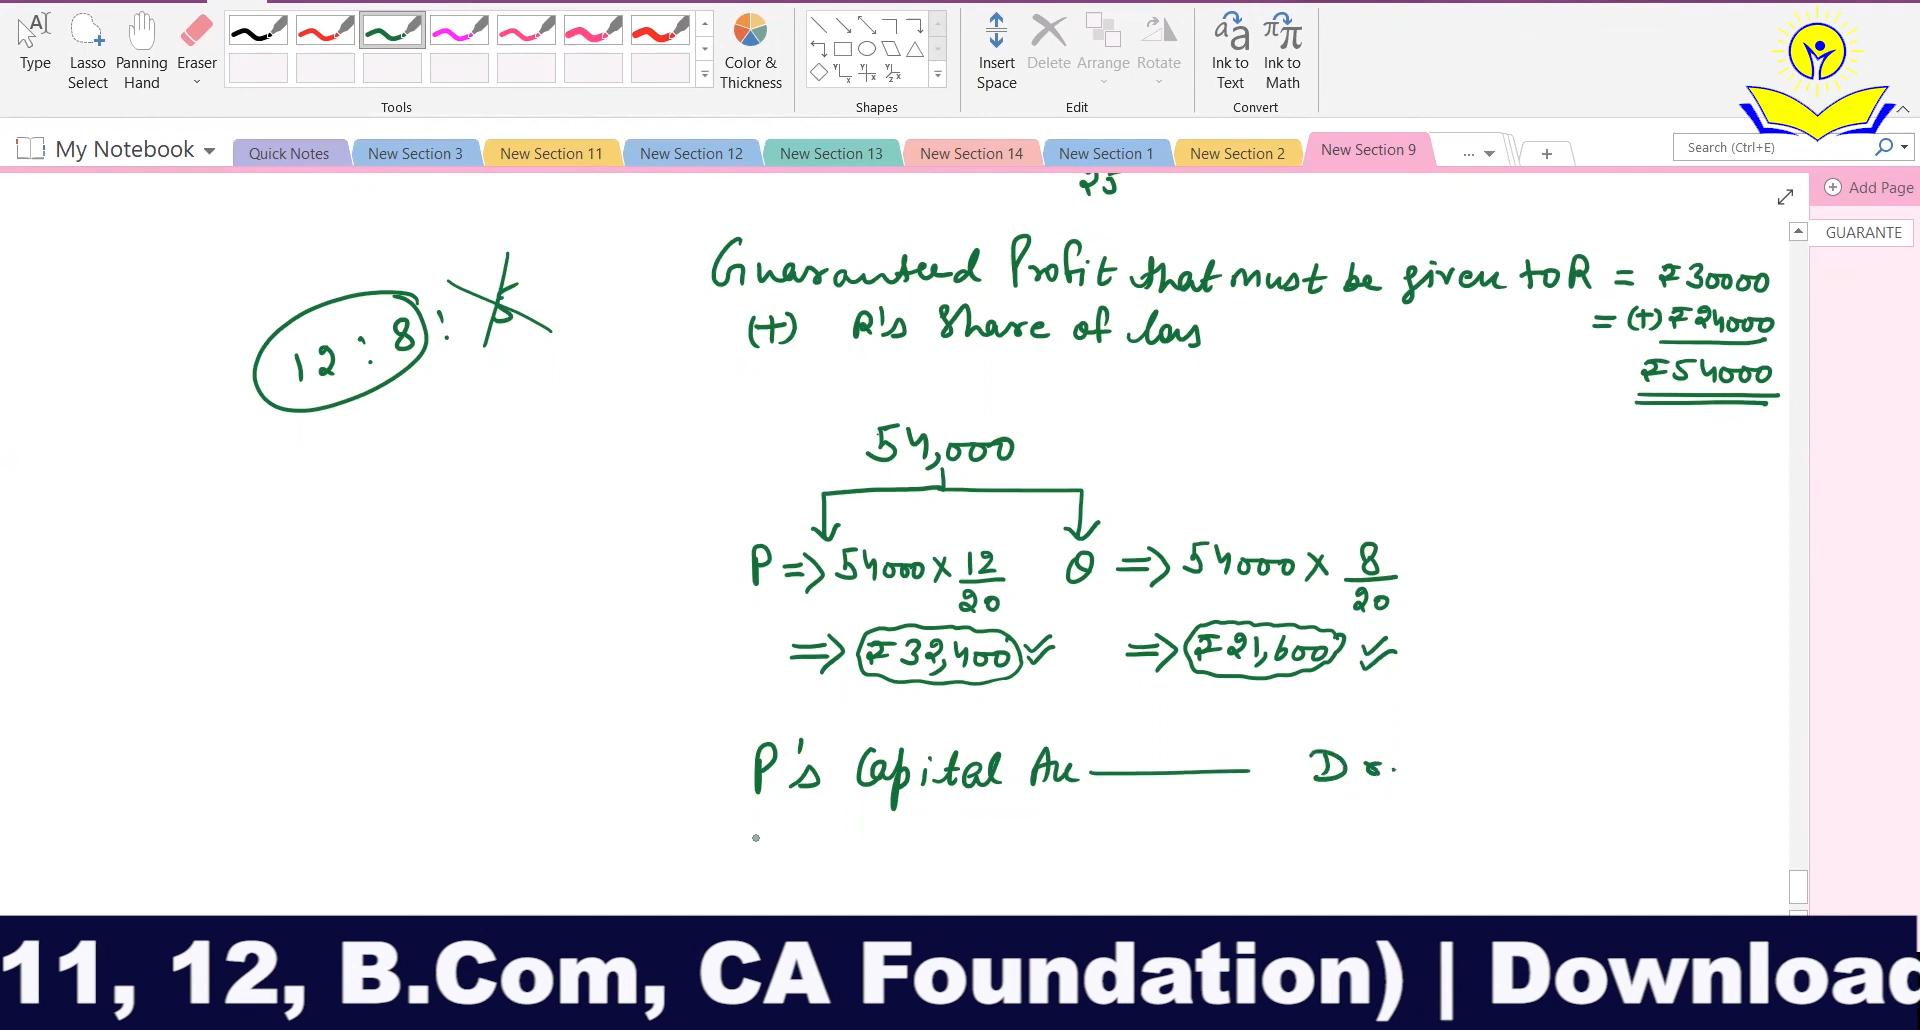 Type
Lasso Select
Panning Hand
Eraser
Color & Thickness
Insert Space
Delete
Arrange
Rotate
Ink to Text
Ink to Math
Tools
Shapes
Edit
Convert
My Notebook
Quick Notes
New Section 3
New Section 11
New Section 12
New Section 13
New Section 14
New Section 1
New Section 2
New Section 9
...
Search (Ctrl+E)
Add Page
GUARANTE
25
Guaranteed Profit that must be given to R = ₹30000
(+) R's Share of loss = (+) ₹24000
₹54000
12 : 8 : 5
54,000
P => 54000 × 12/20 Q => 54000 × 8/20
=> ₹32,400 => ₹21,600
P's Capital A/c ——— Dr.
11, 12, B.Com, CA Foundation) | Download